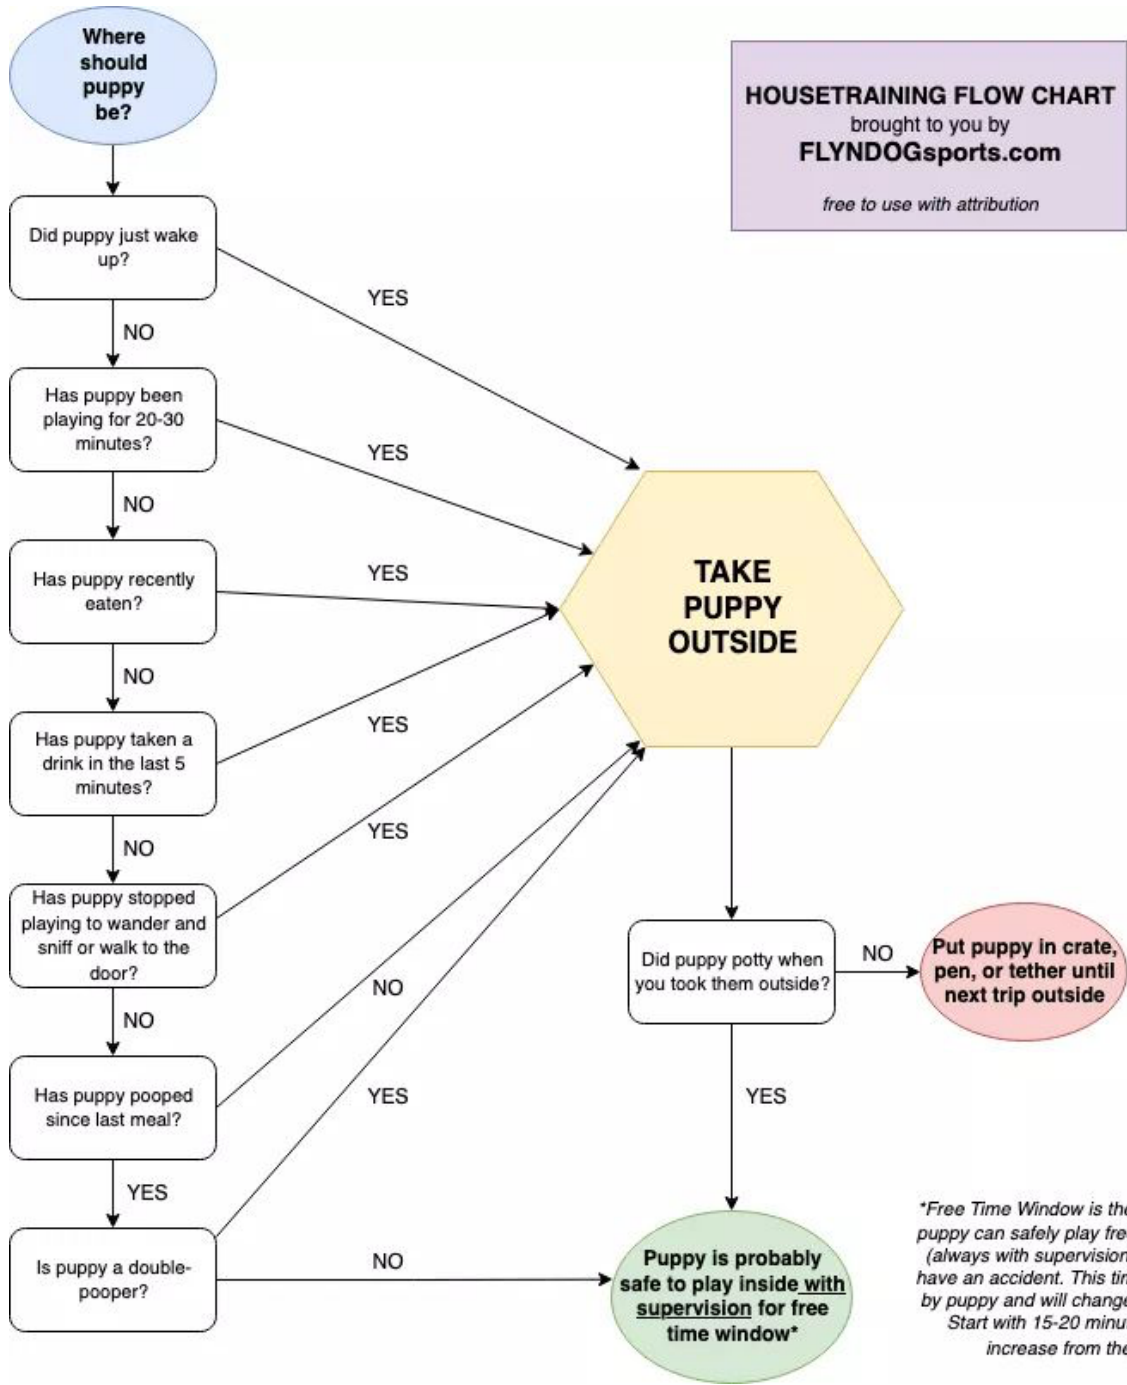 Where
should
puppy
be?
HOUSETRAINING FLOW CHART
brought to you by
FLYNDOGsports.com
free to use with attribution
Did puppy just wake
up?
YES
NO
Has puppy been
playing for 20-30
minutes?
YES
NO
Has puppy recently
eaten?
YES
NO
Has puppy taken a
drink in the last 5
minutes?
YES
NO
Has puppy stopped
playing to wander and
sniff or walk to the
door?
YES
NO
Has puppy pooped
since last meal?
NO
YES
Is puppy a double-
pooper?
YES
NO
TAKE
PUPPY
OUTSIDE
Did puppy potty when
you took them outside?
NO
Put puppy in crate,
pen, or tether until
next trip outside
YES
Puppy is probably
safe to play inside with
supervision for free
time window*
*Free Time Window is the
puppy can safely play
(always with supervision
have an accident. This
by puppy and will change
Start with 15-20
increase from